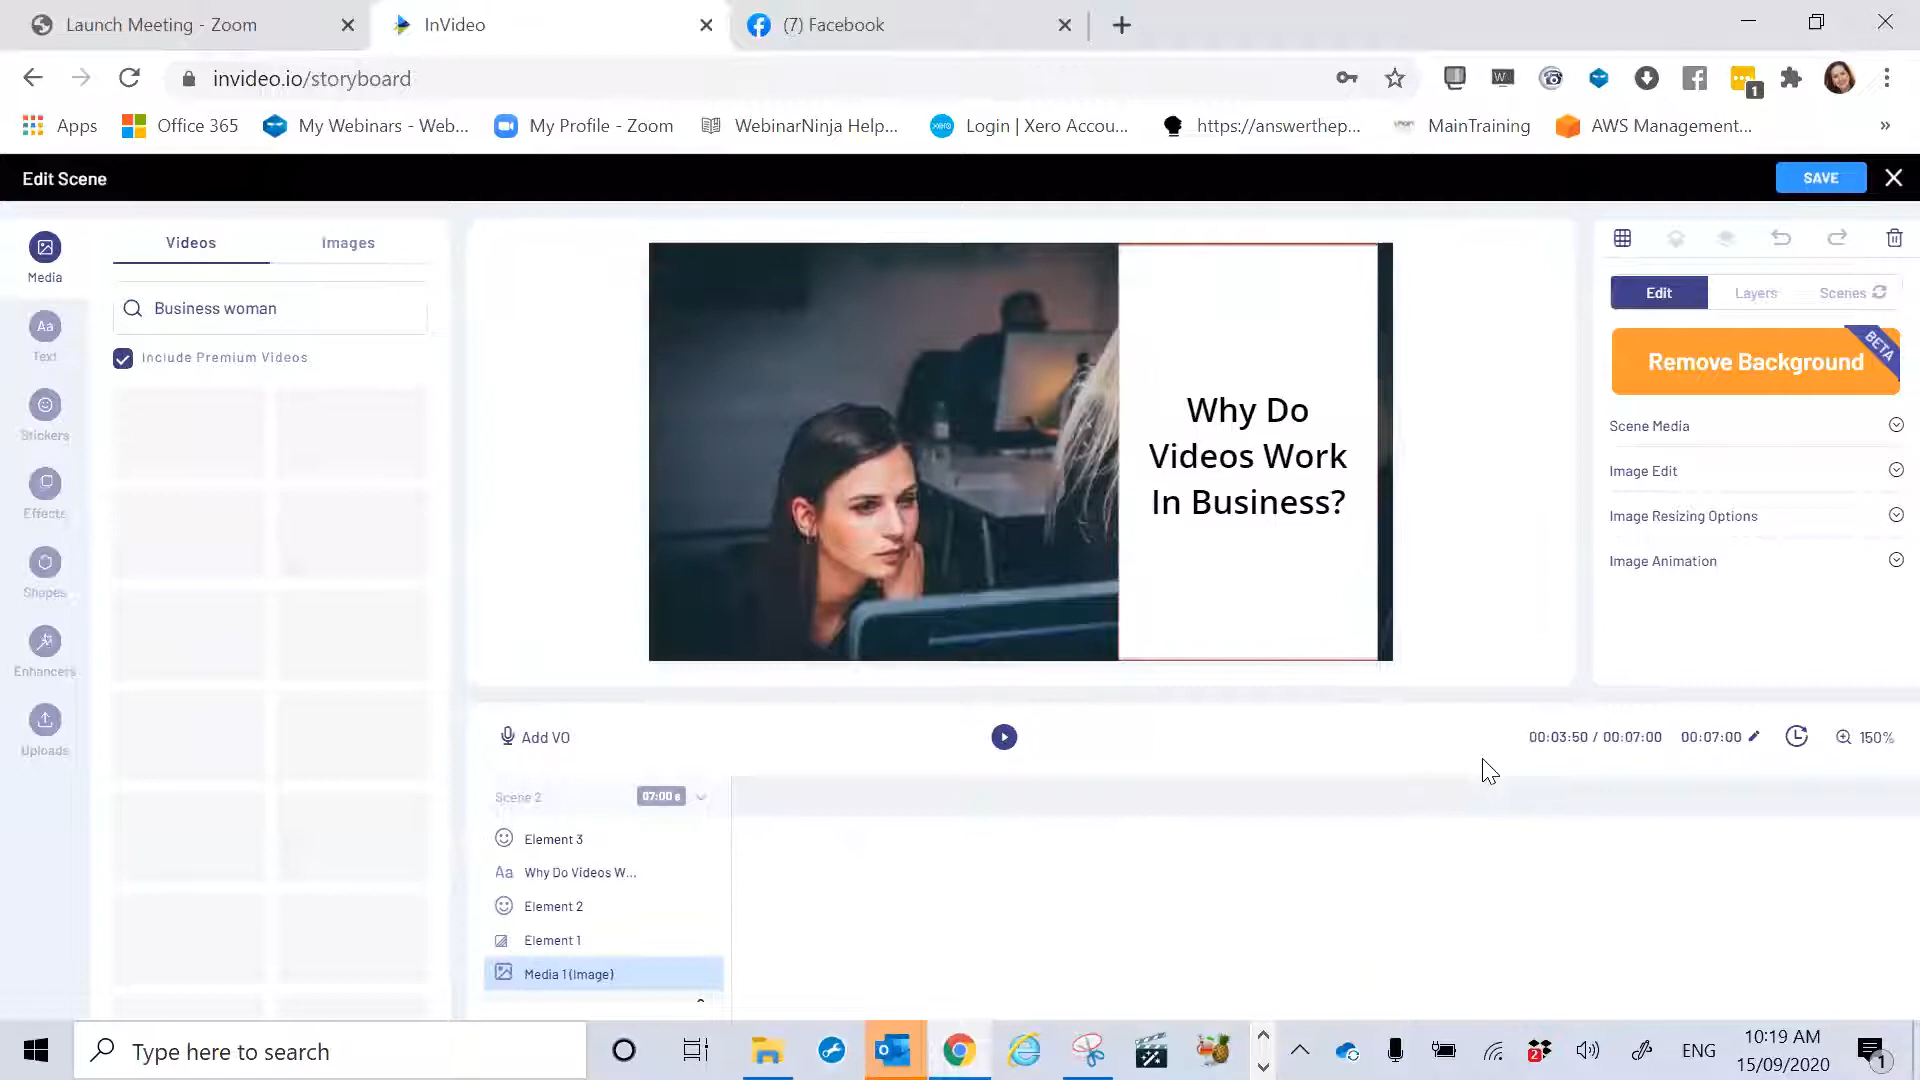 Launch Meeting - Zoom
InVideo
(7) Facebook
invideo.io/storyboard
1
Apps
Office 365
My Webinars - Web...
My Profile - Zoom
WebinarNinja Help...
xero
Login | Xero Accou...
https://answerthep...
MainTraining
AWS Management...
»
Edit Scene
SAVE
Media
Text
Stickers
Effects
Shapes
Enhancers
Uploads
Videos
Images
Business woman
Include Premium Videos
Why Do
Videos Work
In Business?
Edit
Layers
Scenes
Remove Background
BETA
Scene Media
Image Edit
Image Resizing Options
Image Animation
Add VO
00:03:50 / 00:07:00
00:07:00
150%
Scene 2
07:00 s
Element 3
Aa Why Do Videos W...
Element 2
Element 1
Media 1 (Image)
Type here to search
2
ENG
10:19 AM
15/09/2020
1